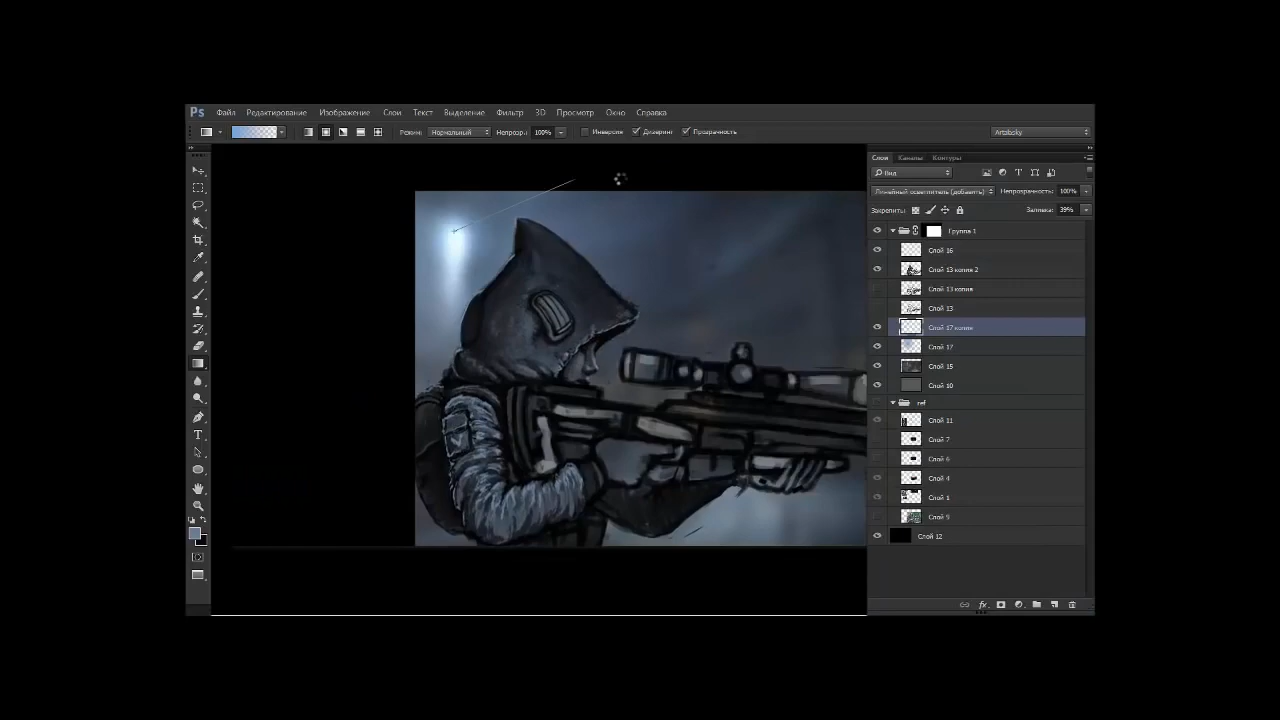 Ps Файл Редактирование Изображение Слои Текст Выделение Фильтр 3D Просмотр Окно Справка
Режим: Нормальный Непрозр: 100% Инверсия Дизеринг Прозрачность Artalasky
Слои Каналы Контуры
Вид
Линейный осветлитель (добавить) Непрозрачность: 100%
Закрепить: Заливка: 39%
Группа 1
Слой 16
Слой 13 копия 2
Слой 13 копия
Слой 13
Слой 17 копия
Слой 17
Слой 15
Слой 10
ref
Слой 11
Слой 7
Слой 6
Слой 4
Слой 1
Слой 9
Слой 12
fx